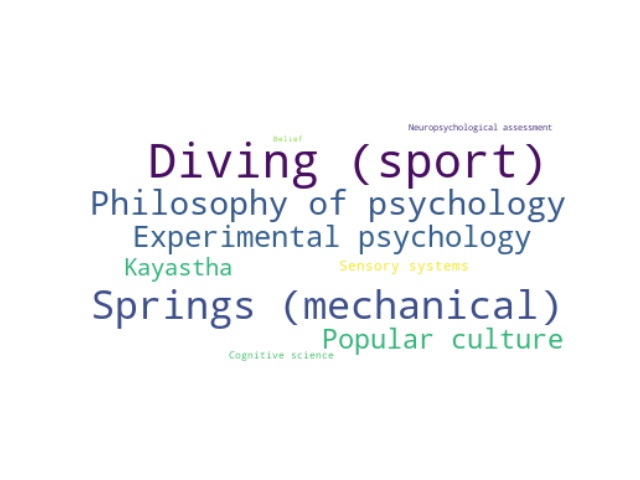 Neuropsychological assessment
Belief
Diving (sport)
Philosophy of psychology
Experimental psychology
Kayastha
Sensory systems
Springs (mechanical)
Popular culture
Cognitive science